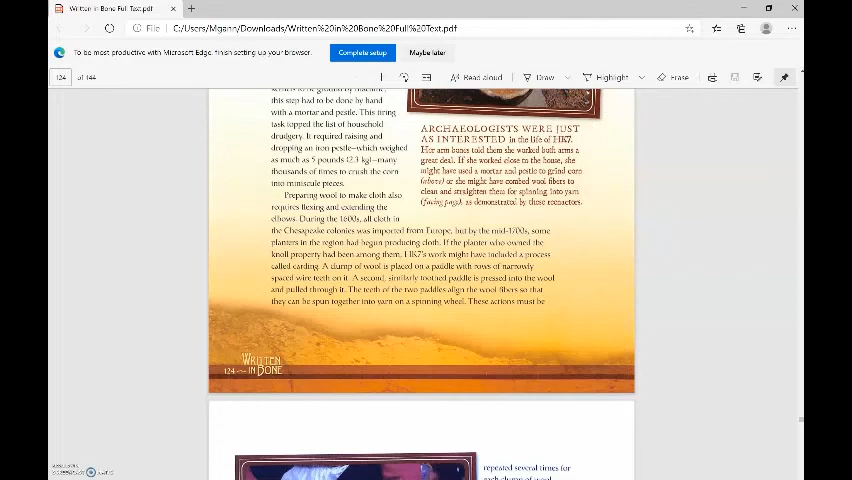 Written in Bone Full Text.pdf
File C:/Users/Mgann/Downloads/Written%20in%20Bone%20Full%20Text.pdf
To be most productive with Microsoft Edge, finish setting up your browser. Complete setup Maybe later
124 of 144 Read aloud Draw Highlight Erase
kernels to be ground by machine,
this step had to be done by hand
with a mortar and pestle. This tiring
task topped the list of household
drudgery. It required raising and
dropping an iron pestle—which weighed
as much as 5 pounds (2.3 kg)—many
thousands of times to crush the corn
into miniscule pieces.
Preparing wool to make cloth also
requires flexing and extending the
elbows. During the 1600s, all cloth in
the Chesapeake colonies was imported from Europe, but by the mid-1700s, some
planters in the region had begun producing cloth. If the planter who owned the
knoll property had been among them, HK7's work might have included a process
called carding. A clump of wool is placed on a paddle with rows of narrowly
spaced wire teeth on it. A second, similarly toothed paddle is pressed into the wool
and pulled through it. The teeth of the two paddles align the wool fibers so that
they can be spun together into yarn on a spinning wheel. These actions must be
ARCHAEOLOGISTS WERE JUST
AS INTERESTED in the life of HK7.
Her arm bones told them she worked both arms a
great deal. If she worked close to the house, she
might have used a mortar and pestle to grind corn
(above) or she might have combed wool fibers to
clean and straighten them for spinning into yarn
(facing page), as demonstrated by these reenactors.
124
WRITTEN
IN BONE
repeated several times for
each clump of wool